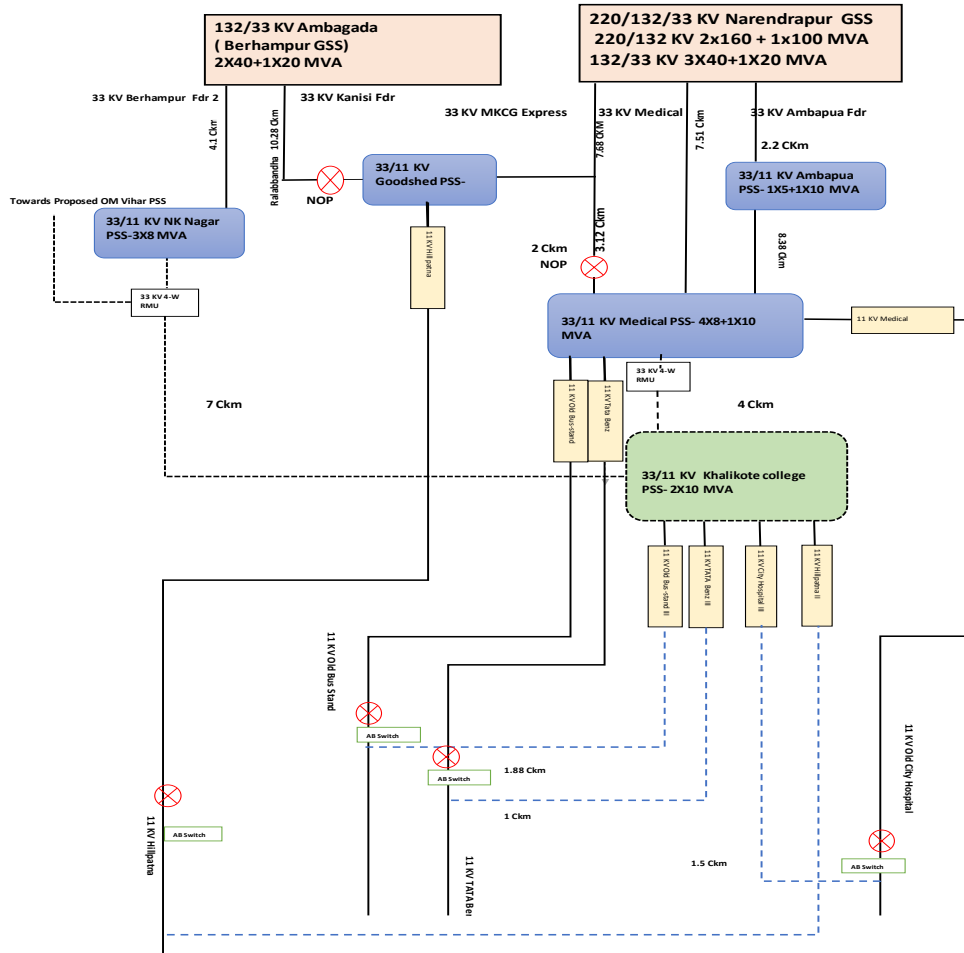 132/33 KV Ambagada
( Berhampur GSS)
2X40+1X20 MVA
220/132/33 KV Narendrapur GSS
220/132 KV 2x160 + 1x100 MVA
132/33 KV 3X40+1X20 MVA
33 KV Berhampur Fdr 2
33 KV Kanisi Fdr
33 KV MKCG Express
33 KV Medical
33 KV Ambapua Fdr
4.1 Ckm
Ralabbandha 10.28 Ckm
7.68 CKM
7.51 Ckm
2.2 CKm
33/11 KV
Goodshed PSS-
NOP
33/11 KV Ambapua
PSS- 1X5+1X10 MVA
Towards Proposed OM Vihar PSS
33/11 KV NK Nagar
PSS-3X8 MVA
11 KV Hillpatna
3.12 Ckm
2 Ckm
NOP
8.38 Ckm
33 KV 4-W
RMU
33/11 KV Medical PSS- 4X8+1X10
MVA
11 KV Medical
33 KV 4-W
RMU
11 KV Old Bus-stand
11 KV Tata Benz
7 Ckm
4 Ckm
33/11 KV Khalikote college
PSS- 2X10 MVA
11 KV Old Bus-stand III
11 KV TATA Benz III
11 KV City Hospital III
11 KV Hillpatna II
11 KV Old Bus Stand
AB Switch
1.88 Ckm
AB Switch
1 Ckm
11 KV Old City Hospital
11 KV Hillpatna
AB Switch
11 KV TATA Be
1.5 Ckm
AB Switch